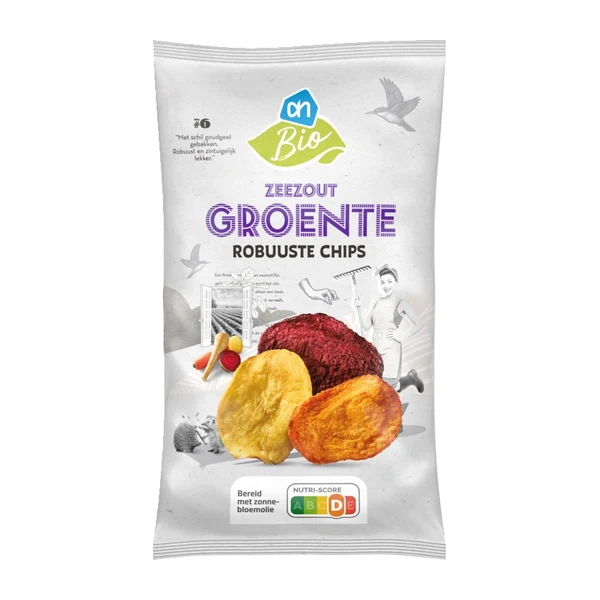 ah
Bio
#6
"Met schil goudgeel
gebakken.
Robuust en zintuigelijk
lekker."
ZEEZOUT
GROENTE
ROBUUSTE CHIPS
Bereid
met zonne-
bloemolie
NUTRI-SCORE
A B C D E